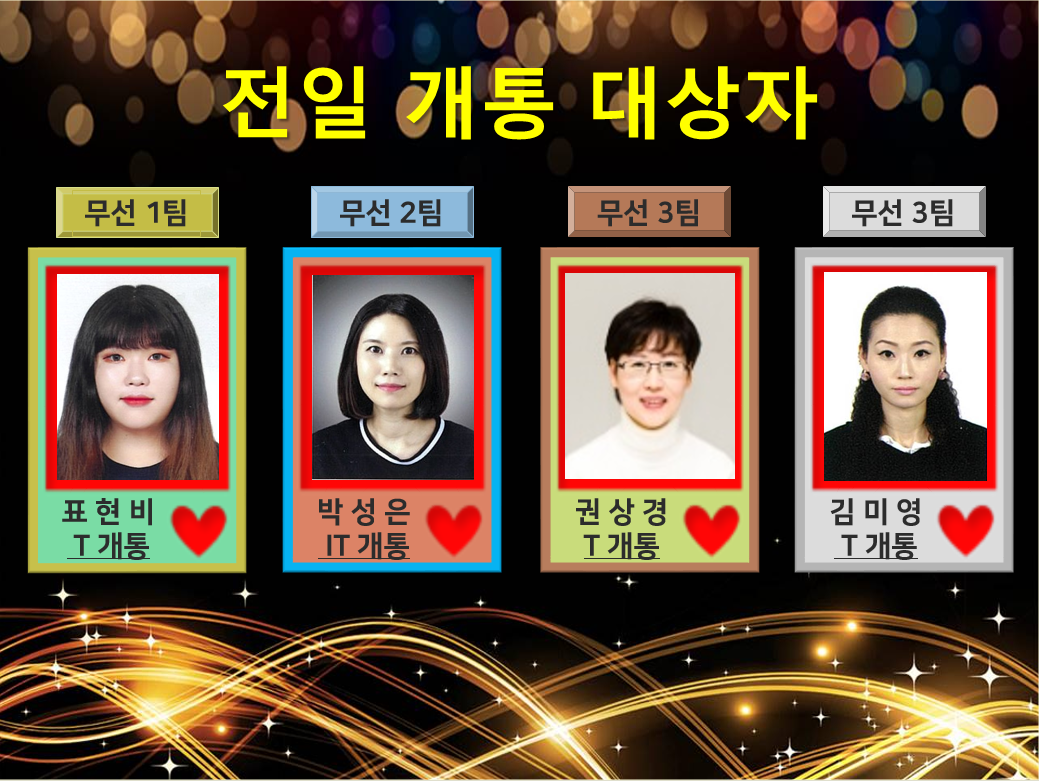 전일 개통 대상자
무선 1팀
무선 2팀
무선 3팀
무선 3팀
표 현 비
T 개통
박 성 은
IT 개통
권 상 경
T 개통
김 미 영
T 개통